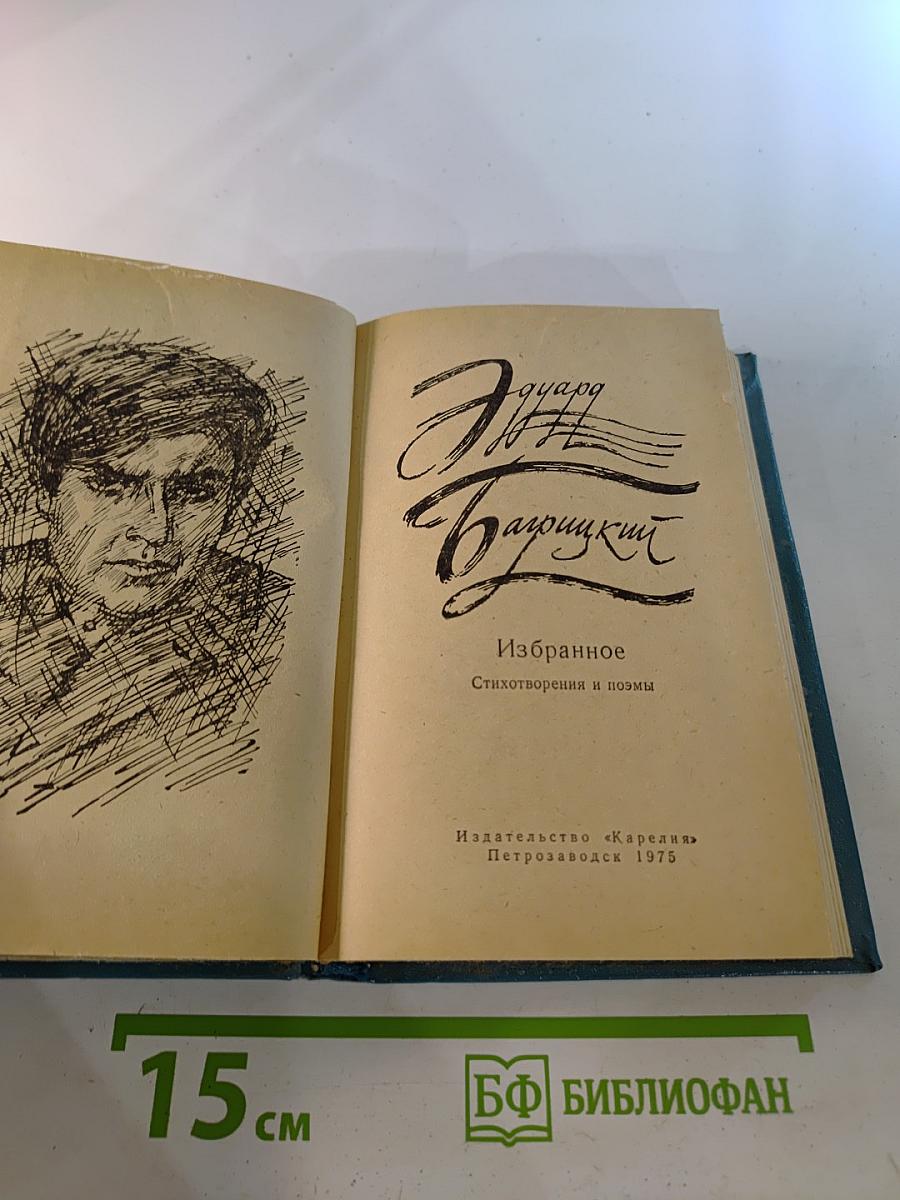 Эдуард
Багрицкий
Избранное
Стихотворения и поэмы
Издательство «Карелия»
Петрозаводск 1975
15 см
БФ БИБЛИОФАН